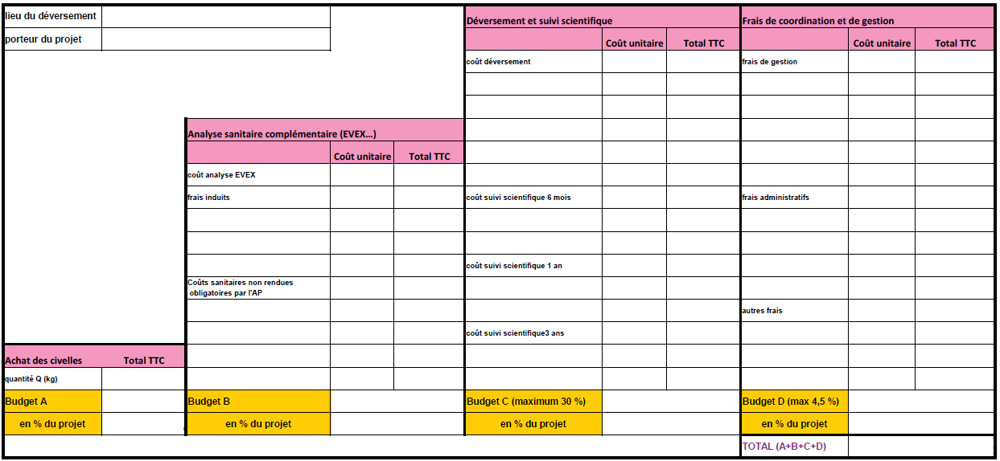 lieu du déversement
porteur du projet
Déversement et suivi scientifique
Frais de coordination et de gestion
Coût unitaire Total TTC
Coût unitaire Total TTC
coût déversement
frais de gestion
Analyse sanitaire complémentaire (EVEX...)
Coût unitaire Total TTC
coût analyse EVEX
frais induits
coût suivi scientifique 6 mois
frais administratifs
coût suivi scientifique 1 an
Coûts sanitaires non rendues
obligatoires par l'AP
autres frais
coût suivi scientifique3 ans
Achat des civelles Total TTC
quantité Q (kg)
Budget A
Budget B
Budget C (maximum 30 %)
Budget D (max 4,5 %)
en % du projet
en % du projet
en % du projet
en % du projet
TOTAL (A+B+C+D)